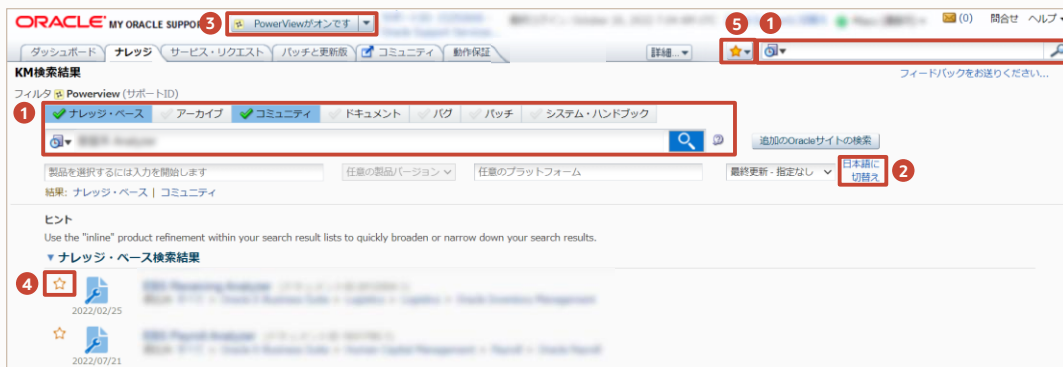 ORACLE MY ORACLE SUPPORT
3
PowerViewがオンです
(0) 問合せ ヘルプ
ダッシュボード ナレッジ サービス・リクエスト パッチと更新版 コミュニティ 動作保証
詳細...
5
1
KM検索結果
フィードバックをお送りください...
フィルタ Powerview (サポートID)
1
ナレッジ・ベース アーカイブ コミュニティ ドキュメント バグ パッチ システム・ハンドブック
追加のOracleサイトの検索
製品を選択するには入力を開始します 任意の製品バージョン 任意のプラットフォーム 最終更新 - 指定なし
日本語に
切替え
2
結果: ナレッジ・ベース | コミュニティ
ヒント
Use the "inline" product refinement within your search result lists to quickly broaden or narrow down your search results.
ナレッジ・ベース検索結果
4
2022/02/25
2022/07/21